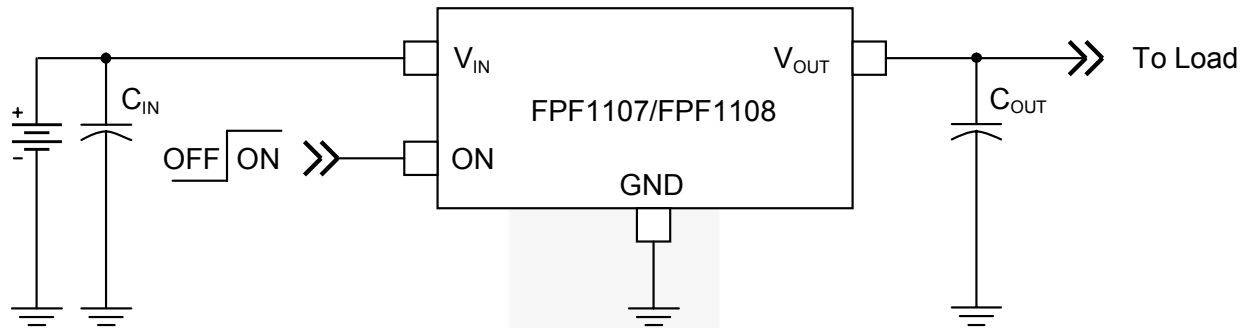 V_IN
V_OUT
To Load
+
C_IN
FPF1107/FPF1108
C_OUT
-
OFF ON
ON
GND